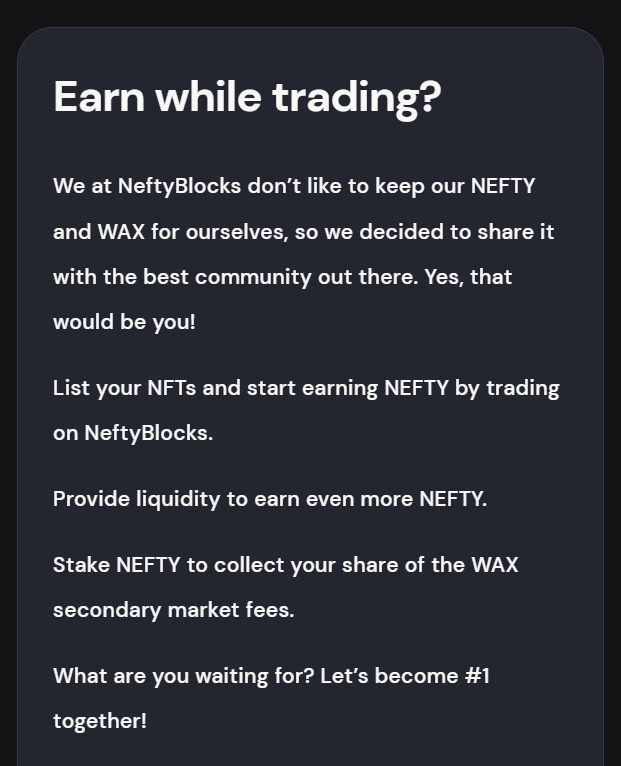 Earn while trading?
We at NeftyBlocks don’t like to keep our NEFTY
and WAX for ourselves, so we decided to share it
with the best community out there. Yes, that
would be you!
List your NFTs and start earning NEFTY by trading
on NeftyBlocks.
Provide liquidity to earn even more NEFTY.
Stake NEFTY to collect your share of the WAX
secondary market fees.
What are you waiting for? Let’s become #1
together!